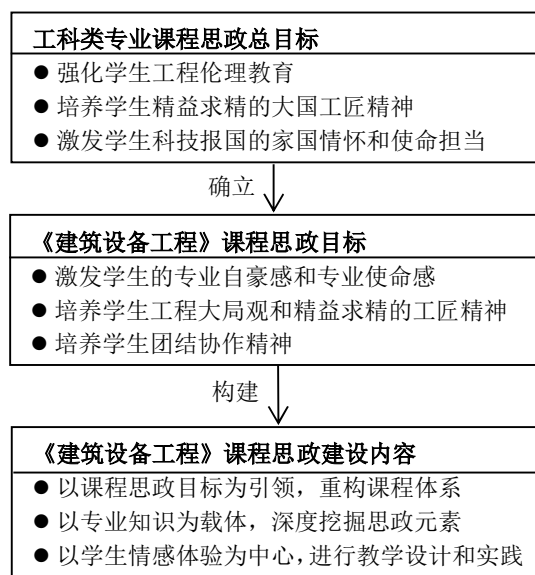 工科类专业课程思政总目标
● 强化学生工程伦理教育
● 培养学生精益求精的大国工匠精神
● 激发学生科技报国的家国情怀和使命担当
确立
《建筑设备工程》课程思政目标
● 激发学生的专业自豪感和专业使命感
● 培养学生工程大局观和精益求精的工匠精神
● 培养学生团结协作精神
构建
《建筑设备工程》课程思政建设内容
● 以课程思政目标为引领，重构课程体系
● 以专业知识为载体，深度挖掘思政元素
● 以学生情感体验为中心，进行教学设计和实践